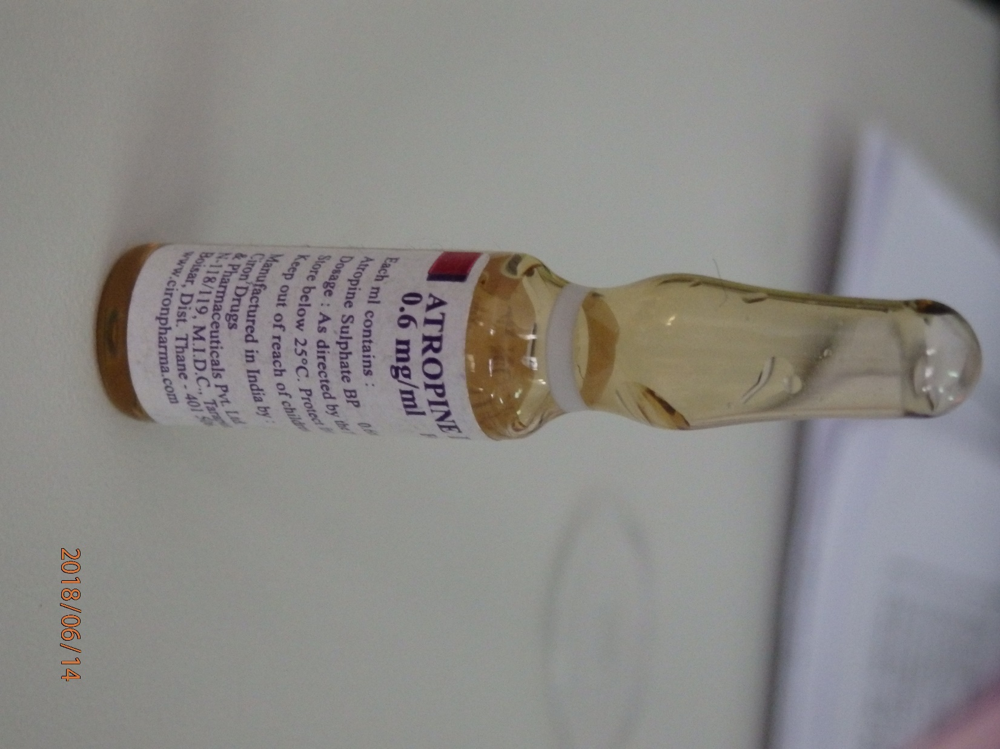 ATROPINE
0.6 mg/ml
Each ml contains :
Atropine Sulphate BP
Dosage : As directed by the
Store below 25°C. Protect
Keep out of reach of
Manufactured in India by :
Ciron Drugs
& Pharmaceuticals Pvt. Ltd
N-118/119, M.I.D.C.,
Boisar, Dist. Thane - 401
www.cironpharma.com
2018/06/14